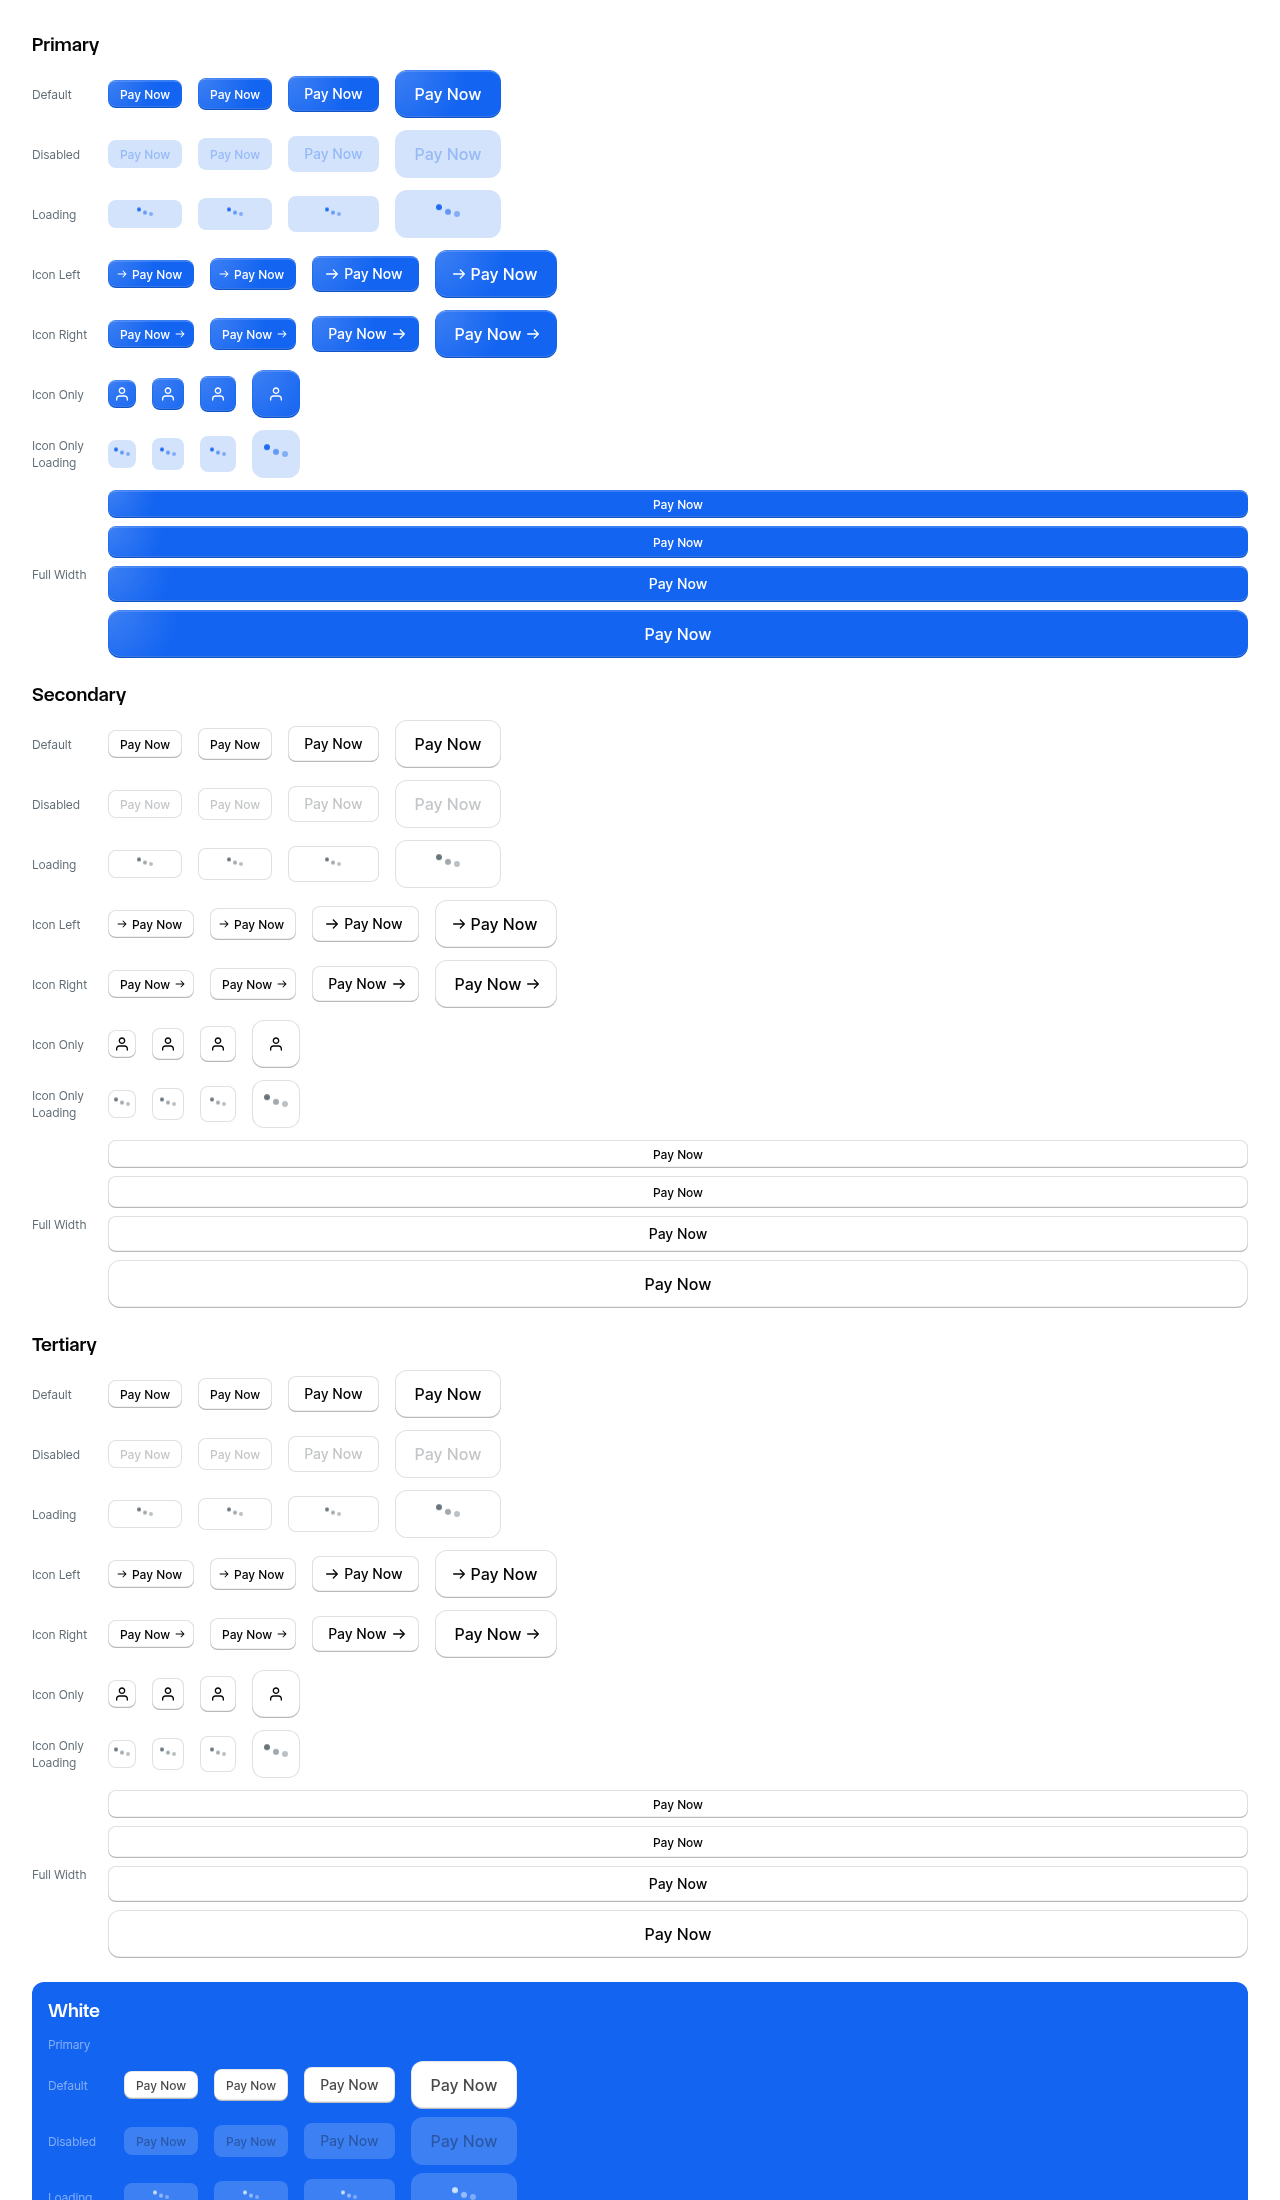 Primary
Default Pay Now Pay Now Pay Now Pay Now
Disabled Pay Now Pay Now Pay Now Pay Now
Loading
Icon Left Pay Now Pay Now Pay Now Pay Now
Icon Right Pay Now Pay Now Pay Now Pay Now
Icon Only
Icon Only
Loading
Pay Now
Pay Now
Full Width
Pay Now
Pay Now
Secondary
Default Pay Now Pay Now Pay Now Pay Now
Disabled Pay Now Pay Now Pay Now Pay Now
Loading
Icon Left Pay Now Pay Now Pay Now Pay Now
Icon Right Pay Now Pay Now Pay Now Pay Now
Icon Only
Icon Only
Loading
Pay Now
Pay Now
Full Width
Pay Now
Pay Now
Tertiary
Default Pay Now Pay Now Pay Now Pay Now
Disabled Pay Now Pay Now Pay Now Pay Now
Loading
Icon Left Pay Now Pay Now Pay Now Pay Now
Icon Right Pay Now Pay Now Pay Now Pay Now
Icon Only
Icon Only
Loading
Pay Now
Pay Now
Full Width
Pay Now
Pay Now
White
Primary
Default Pay Now Pay Now Pay Now Pay Now
Disabled Pay Now Pay Now Pay Now Pay Now
Loading